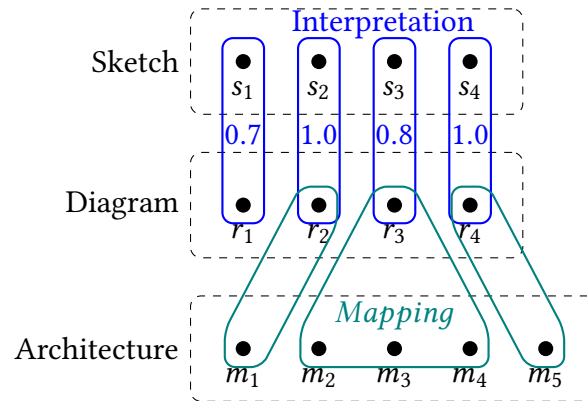 Interpretation
Sketch
s₁ s₂ s₃ s₄
0.7 1.0 0.8 1.0
Diagram
r₁ r₂ r₃ r₄
Mapping
Architecture
m₁ m₂ m₃ m₄ m₅